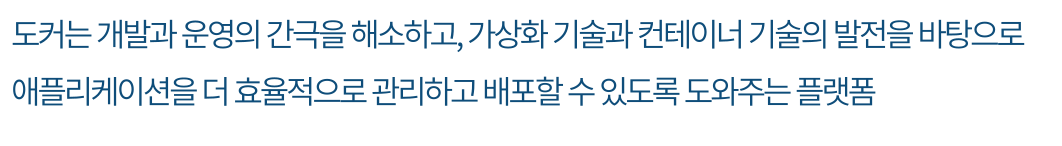 도커는 개발과 운영의 간극을 해소하고, 가상화 기술과 컨테이너 기술의 발전을 바탕으로
애플리케이션을 더 효율적으로 관리하고 배포할 수 있도록 도와주는 플랫폼